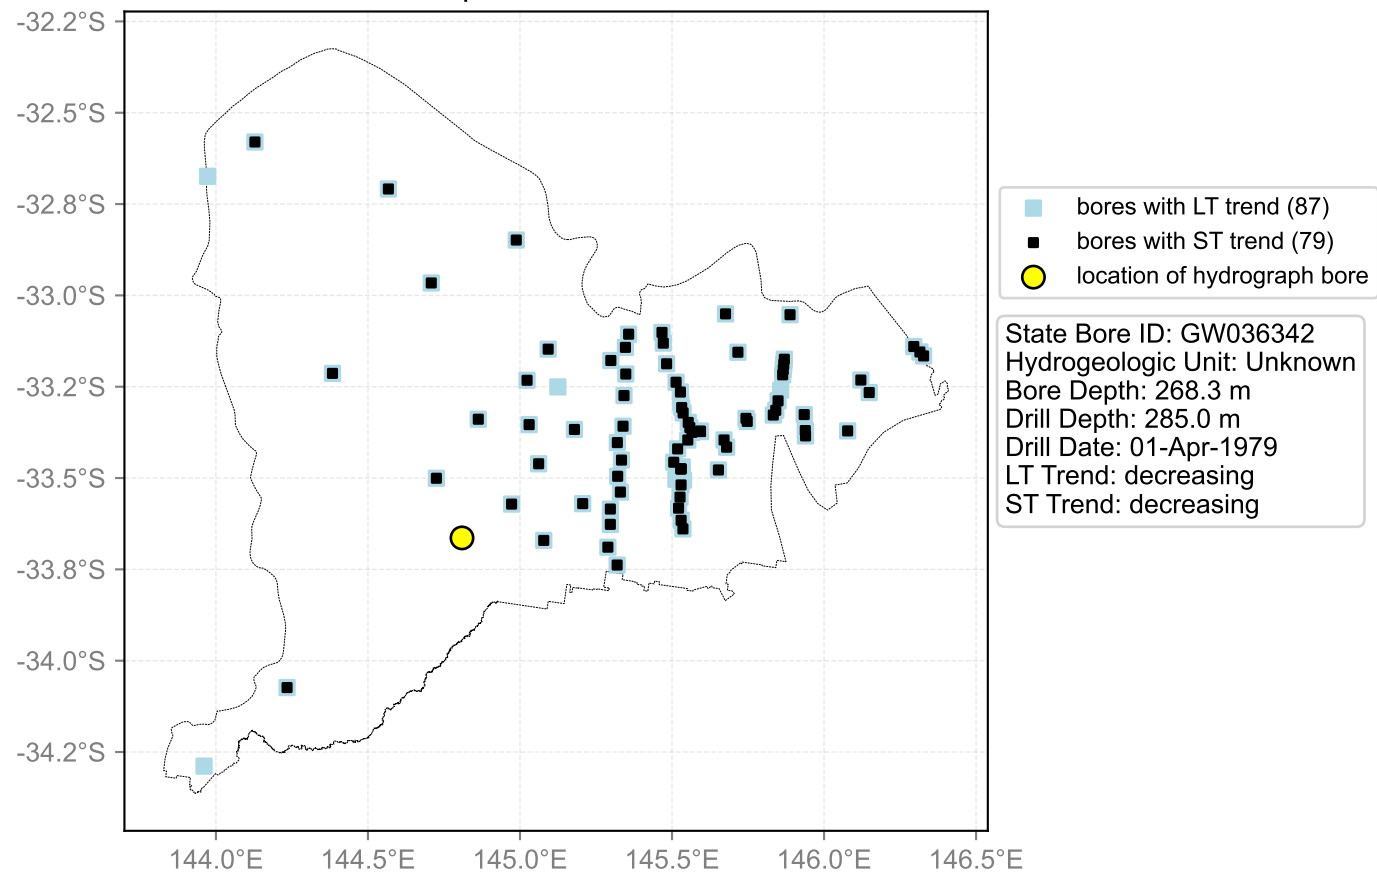 -32.2°S
-32.5°S
-32.8°S
-33.0°S
-33.2°S
-33.5°S
-33.8°S
-34.0°S
-34.2°S
144.0°E
144.5°E
145.0°E
145.5°E
146.0°E
146.5°E
bores with LT trend (87)
bores with ST trend (79)
location of hydrograph bore
State Bore ID: GW036342
Hydrogeologic Unit: Unknown
Bore Depth: 268.3 m
Drill Depth: 285.0 m
Drill Date: 01-Apr-1979
LT Trend: decreasing
ST Trend: decreasing